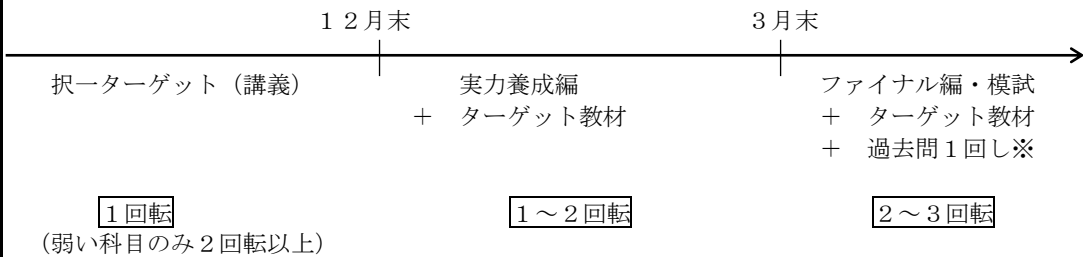 １２月末 ３月末
択一ターゲット（講義） 実力養成編 ファイナル編・模試
＋ ターゲット教材 ＋ ターゲット教材
＋ 過去問１回し※
１回転 １～２回転 ２～３回転
（弱い科目のみ２回転以上）